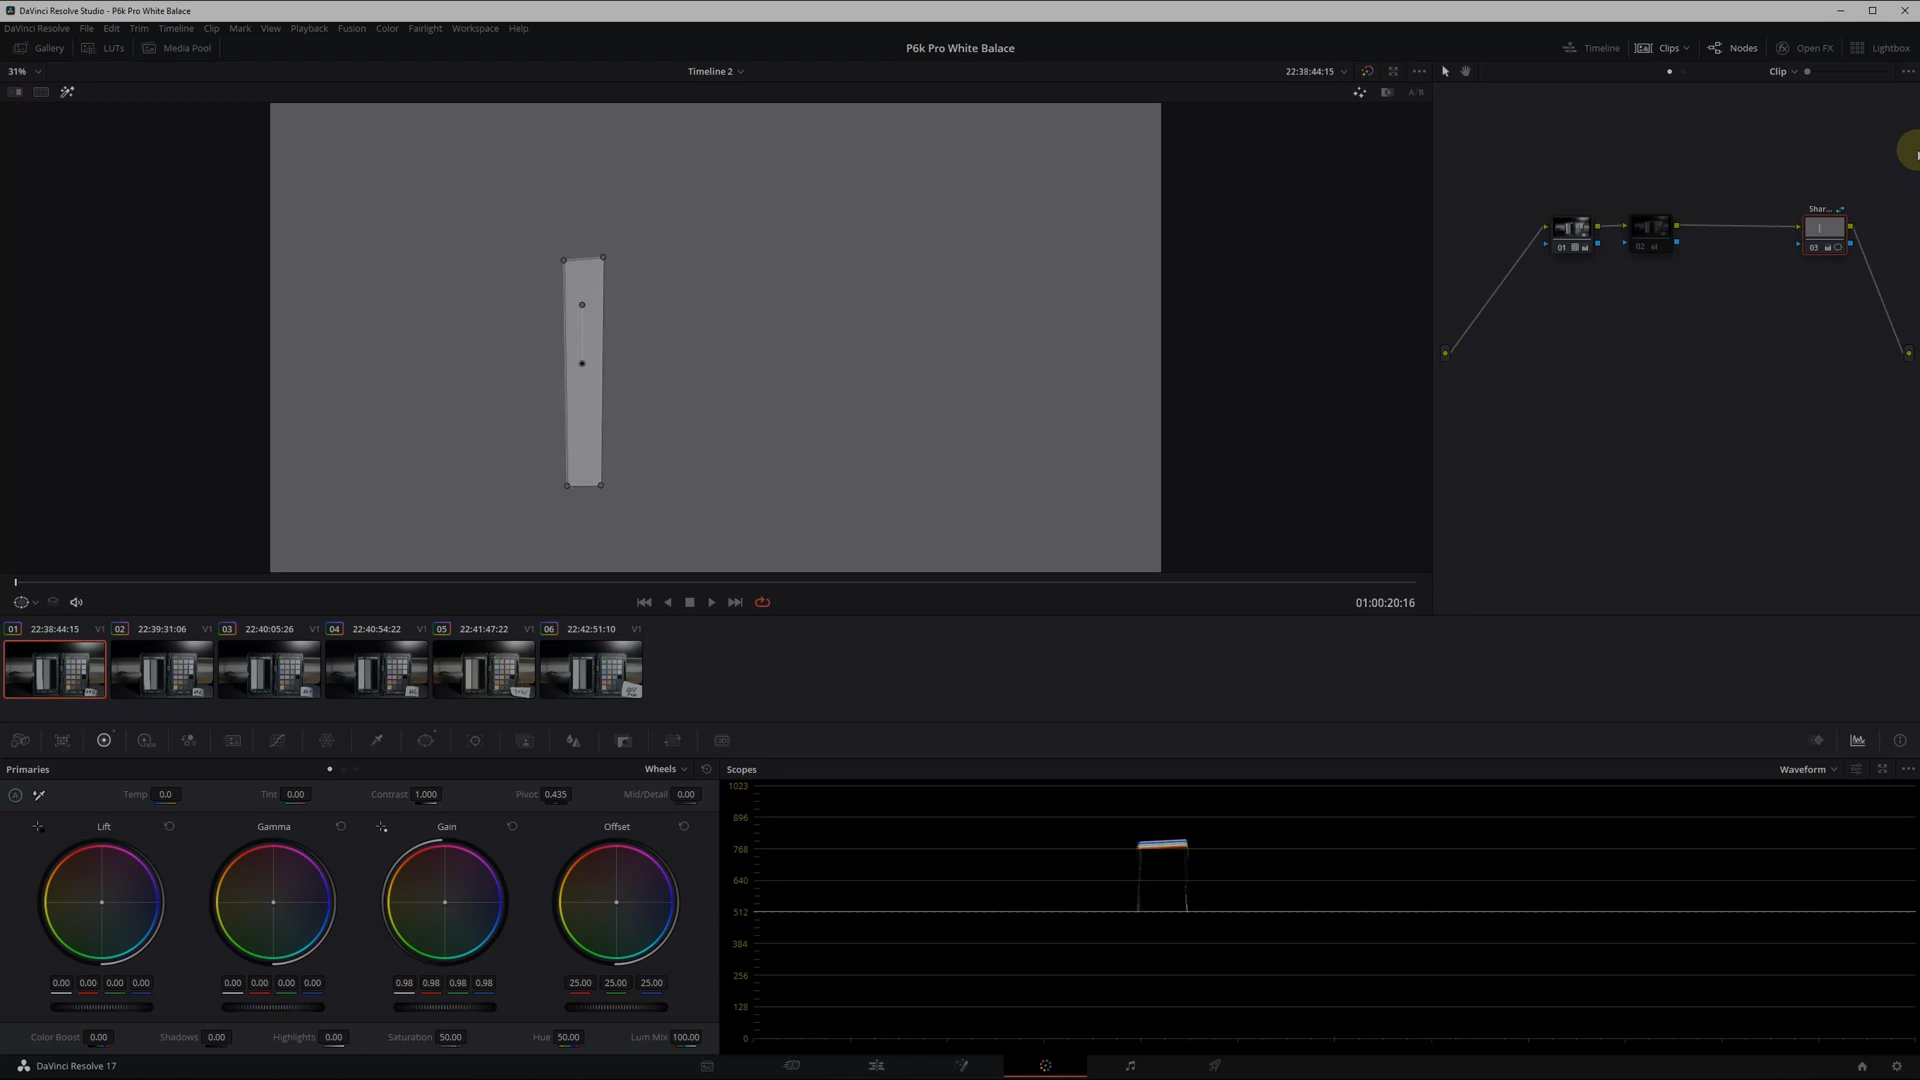 DaVinci Resolve Studio - P6k Pro White Balace
DaVinci Resolve File Edit Trim Timeline Clip Mark View Playback Fusion Color Fairlight Workspace Help
Gallery LUTs Media Pool P6k Pro White Balace Timeline Clips Nodes Open FX Lightbox
31% Timeline 2 22:38:44:15 Clip
A/B
Shar...
01 02 03
01:00:20:16
01 22:38:44:15 V1 02 22:39:31:06 V1 03 22:40:05:26 V1 04 22:40:54:22 V1 05 22:41:47:22 V1 06 22:42:51:10 V1
Primaries Wheels Scopes Waveform
Temp 0.0 Tint 0.00 Contrast 1.000 Pivot 0.435 Mid/Detail 0.00
Lift Gamma Gain Offset
0.00 0.00 0.00 0.00 0.00 0.00 0.00 0.00 0.98 0.98 0.98 0.98 25.00 25.00 25.00
Color Boost 0.00 Shadows 0.00 Highlights 0.00 Saturation 50.00 Hue 50.00 Lum Mix 100.00
1023
896
768
640
512
384
256
128
0
DaVinci Resolve 17